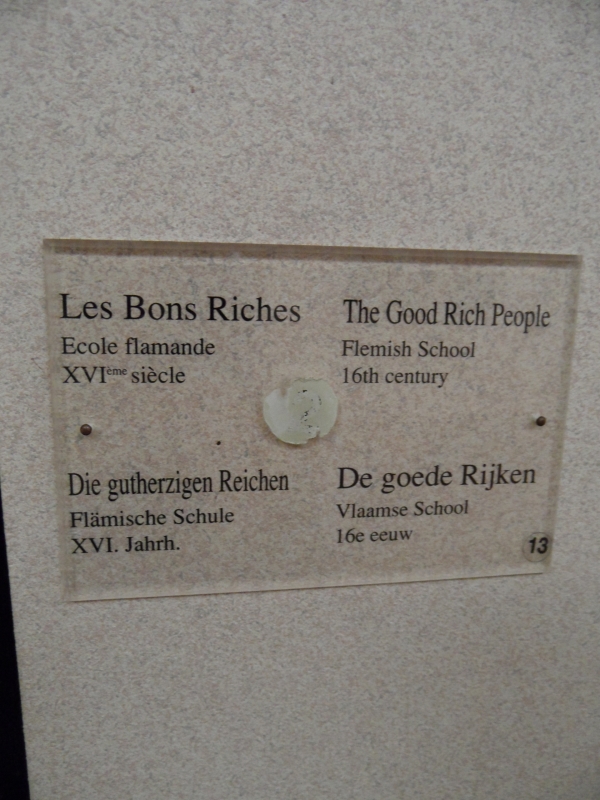 Les Bons Riches
Ecole flamande
XVIème siècle
The Good Rich People
Flemish School
16th century
Die gutherzigen Reichen
Flämische Schule
XVI. Jahrh.
De goede Rijken
Vlaamse School
16e eeuw
13